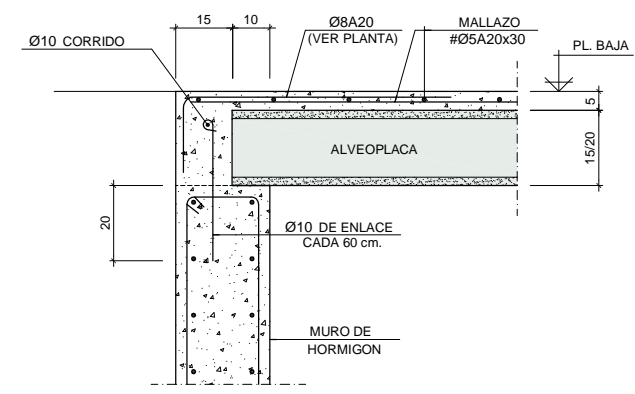 15
10
Ø8A20
(VER PLANTA)
MALLAZO
#Ø5A20x30
Ø10 CORRIDO
PL. BAJA
5
ALVEOPLACA
15/20
20
Ø10 DE ENLACE
CADA 60 cm.
MURO DE
HORMIGON